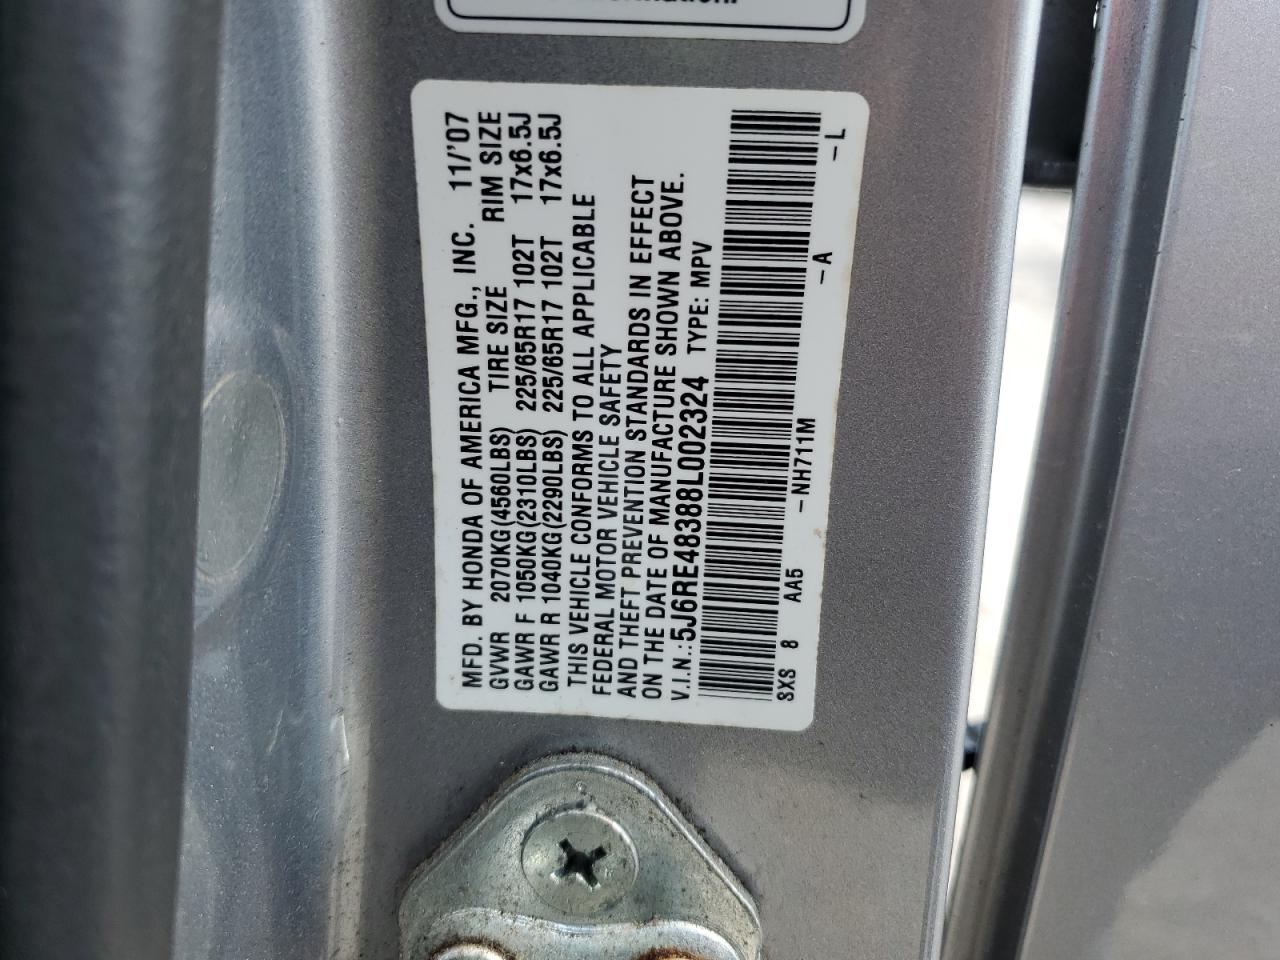 MFD. BY HONDA OF AMERICA MFG., INC. 11/'07
GVWR 2070KG(4560LBS) TIRE SIZE RIM SIZE
GAWR F 1050KG(2310LBS) 225/65R17 102T 17x6.5J
GAWR R 1040KG(2290LBS) 225/65R17 102T 17x6.5J
THIS VEHICLE CONFORMS TO ALL APPLICABLE
FEDERAL MOTOR VEHICLE SAFETY
AND THEFT PREVENTION STANDARDS IN EFFECT
ON THE DATE OF MANUFACTURE SHOWN ABOVE.
V.I.N.:5J6RE48388L002324 TYPE: MPV
SXS 8 AA5 -NH711M -A -L